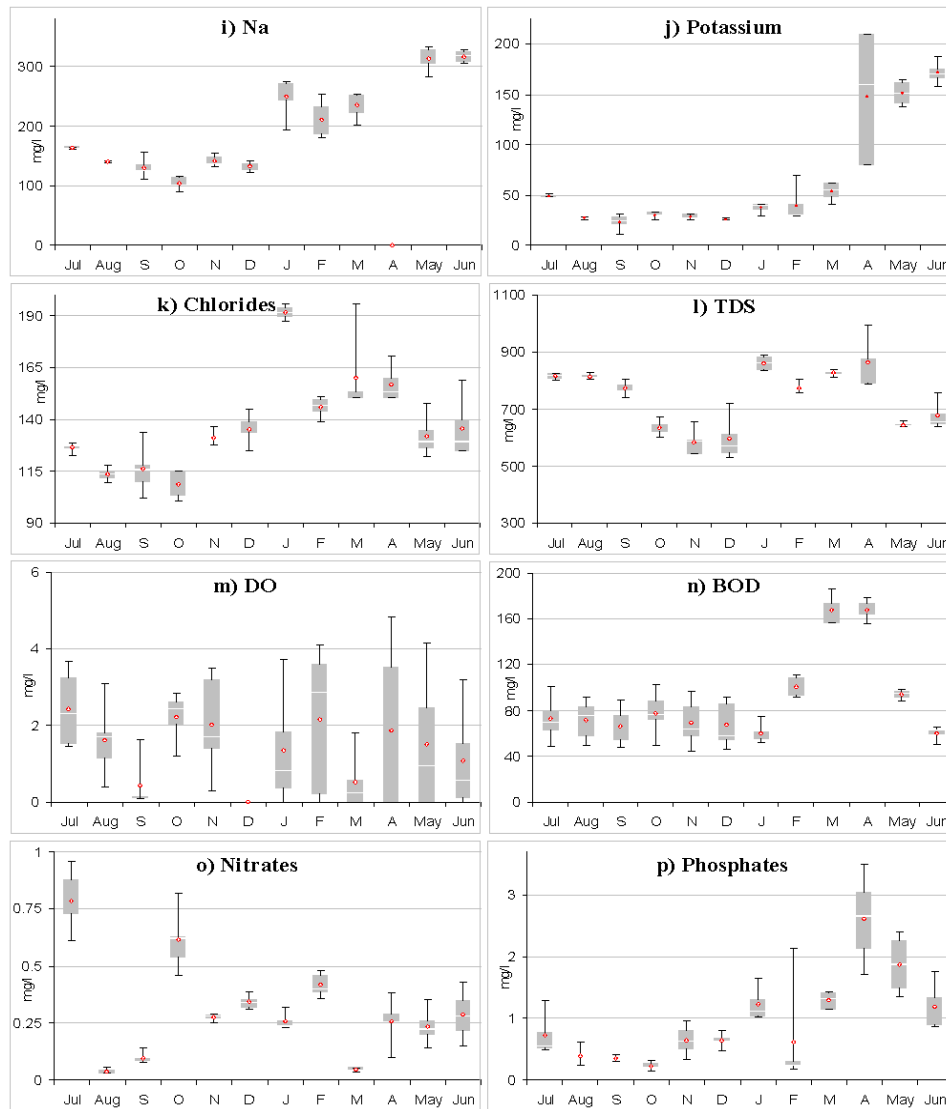 i) Na
300
200
100
0
mg/l
Jul Aug S O N D J F M A May Jun
j) Potassium
200
150
100
50
0
mg/l
Jul Aug S O N D J F M A May Jun
k) Chlorides
190
165
140
115
90
mg/l
Jul Aug S O N D J F M A May Jun
l) TDS
1100
900
700
500
300
mg/l
Jul Aug S O N D J F M A May Jun
m) DO
6
4
2
0
mg/l
Jul Aug S O N D J F M A May Jun
n) BOD
200
160
120
80
40
0
mg/l
Jul Aug S O N D J F M A May Jun
o) Nitrates
1
0.75
0.5
0.25
0
mg/l
Jul Aug S O N D J F M A May Jun
p) Phosphates
3
2
1
0
mg/l
Jul Aug S O N D J F M A May Jun